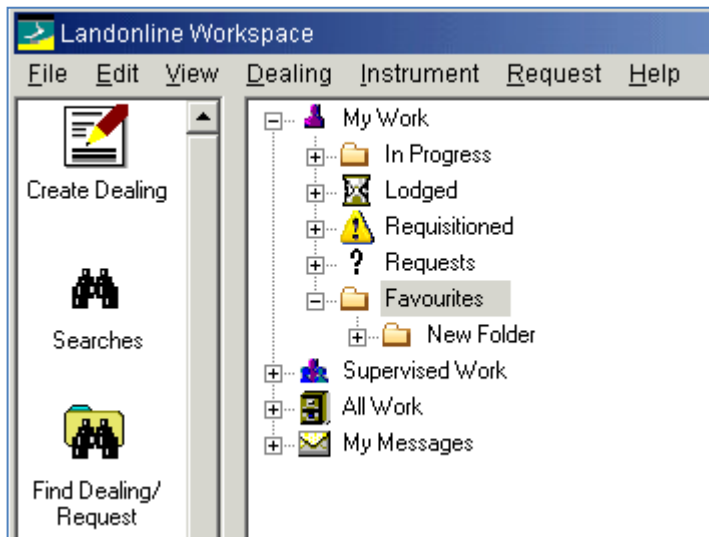 Landonline Workspace
File Edit View Dealing Instrument Request Help
Create Dealing
Searches
Find Dealing/
Request
My Work
In Progress
Lodged
Requisitioned
? Requests
Favourites
New Folder
Supervised Work
All Work
My Messages